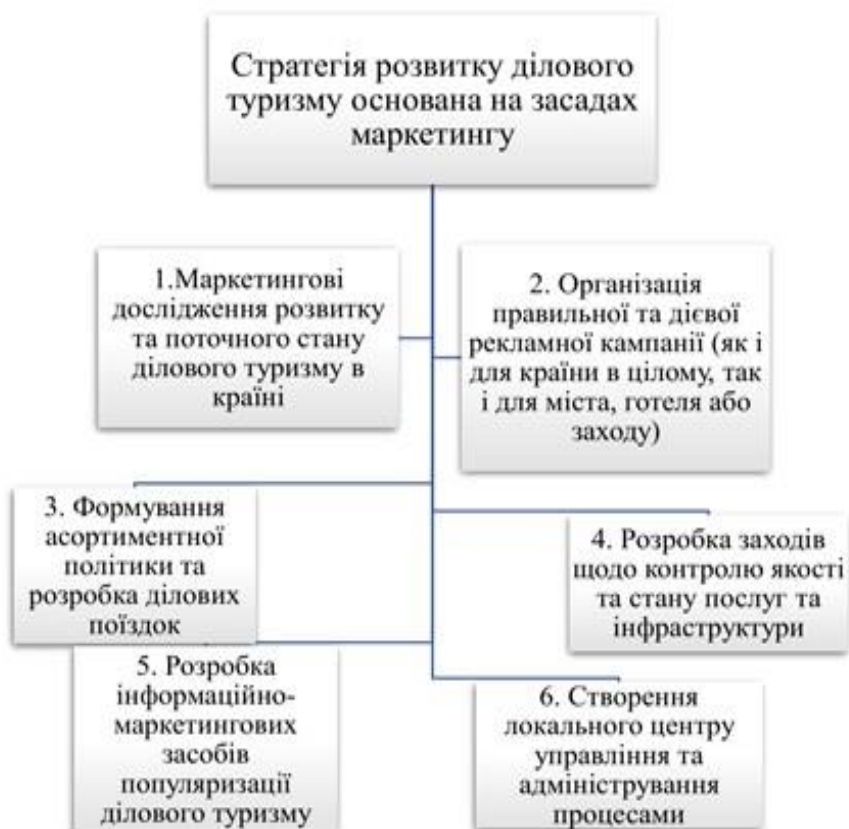 Стратегія розвитку ділового
туризму основана на засадах
маркетингу
1.Маркетингові
дослідження розвитку
та поточного стану
ділового туризму в
країні
2. Організація
правильної та дієвої
рекламної кампанії (як і
для країни в цілому, так
і для міста, готеля або
заходу)
3. Формування
асортиментної
політики та
розробка ділових
поїздок
4. Розробка заходів
щодо контролю якості
та стану послуг та
інфраструктури
5. Розробка
інформаційно-
маркетингових
засобів
популяризації
ділового туризму
6. Створення
локального центру
управління та
адміністрування
процесами